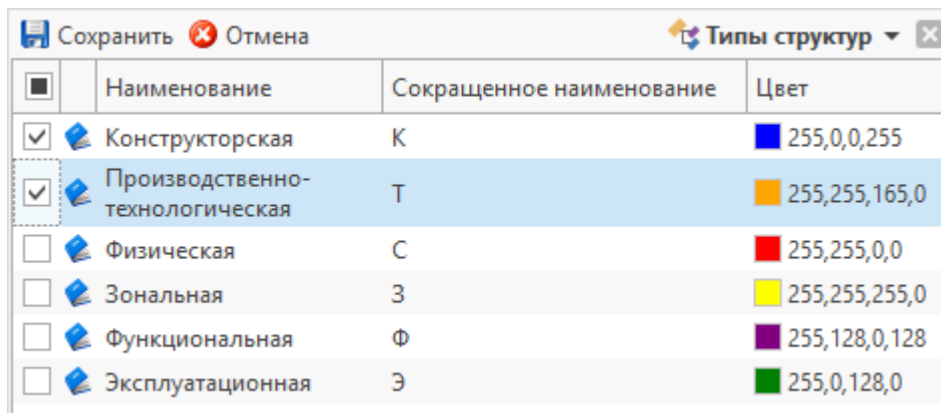 Сохранить Отмена Типы структур
Наименование Сокращенное наименование Цвет
Конструкторская К 255,0,0,255
Производственно-
технологическая Т 255,255,165,0
Физическая С 255,255,0,0
Зональная З 255,255,255,0
Функциональная Ф 255,128,0,128
Эксплуатационная Э 255,0,128,0